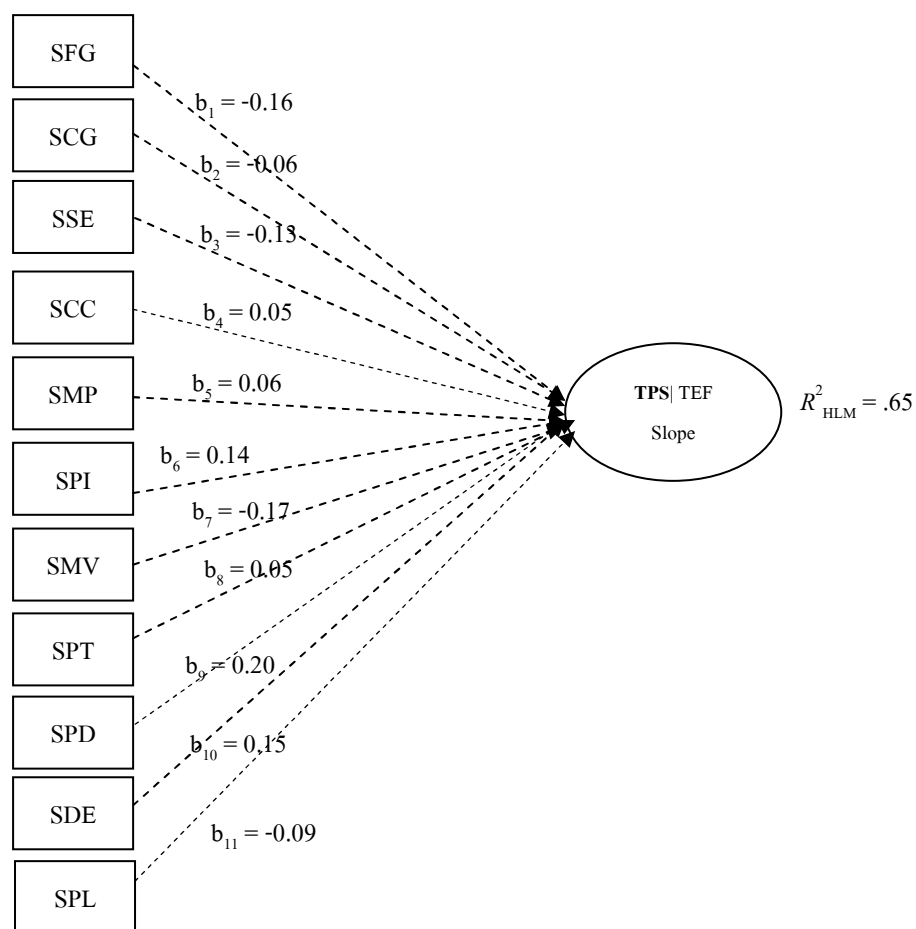 SFG
b1 = -0.16
SCG
b2 = -0.06
SSE
b3 = -0.13
SCC
b4 = 0.05
SMP
b5 = 0.06
TPS| TEF
Slope
R2HLM = .65
SPI
b6 = 0.14
SMV
b7 = -0.17
SPT
b8 = 0.05
SPD
b9 = 0.20
SDE
b10 = 0.15
SPL
b11 = -0.09